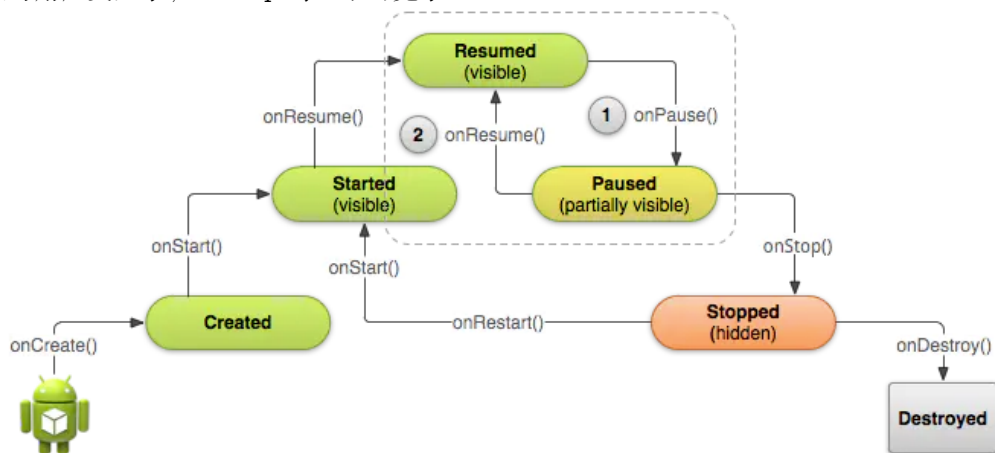 Resumed
(visible)
onResume()
2
onResume()
1
onPause()
Started
(visible)
Paused
(partially visible)
onStart()
onStart()
onStop()
Created
onRestart()
Stopped
(hidden)
onCreate()
onDestroy()
Destroyed